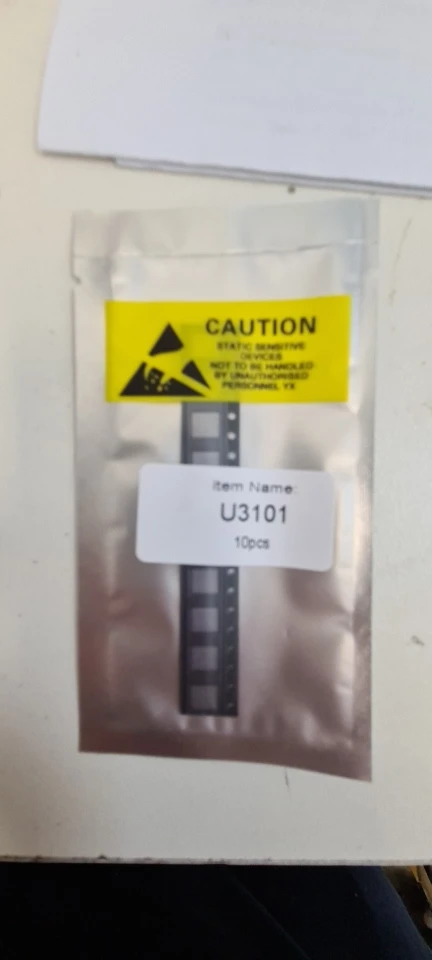 CAUTION
STATIC SENSITIVE
DEVICES
NOT TO BE HANDLED
BY UNAUTHORISED
PERSONNEL YX
Item Name:
U3101
10pcs